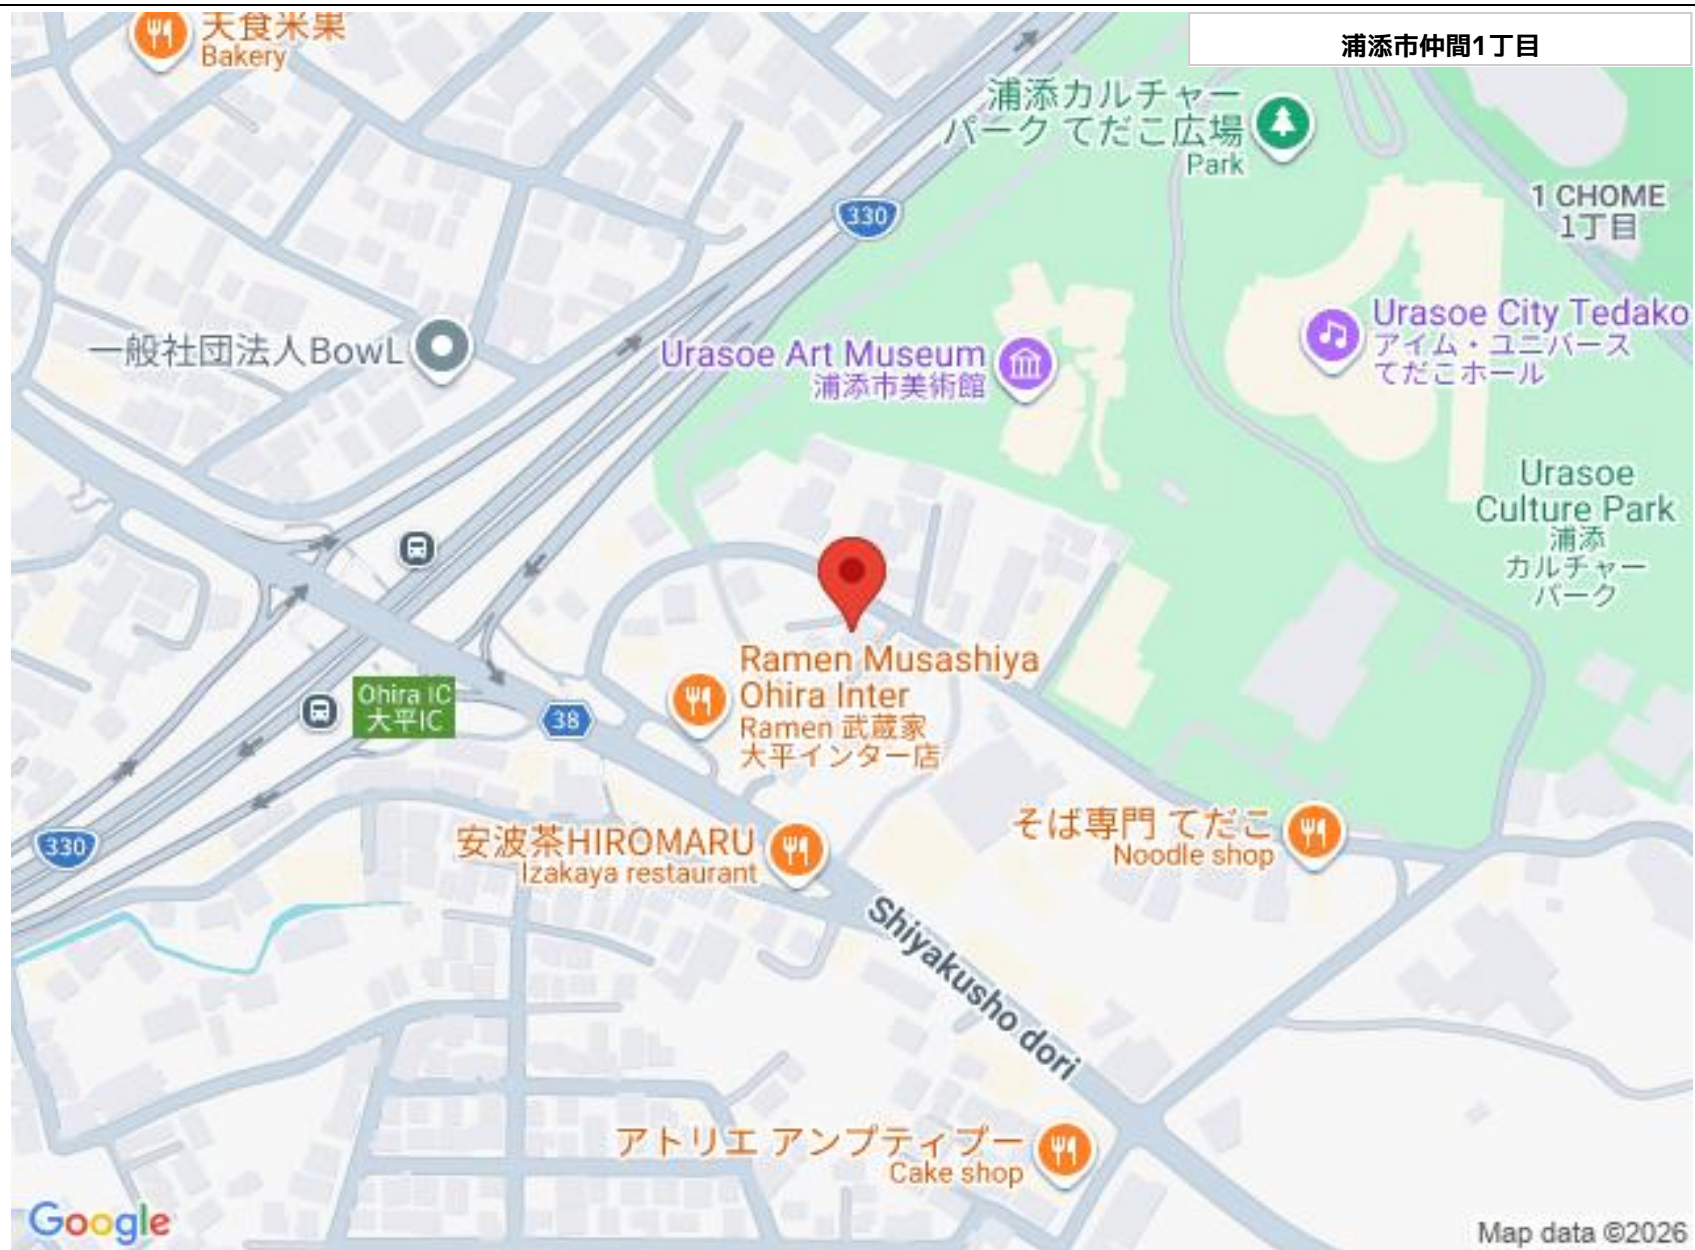 天食米菓
Bakery
浦添市仲間1丁目
浦添カルチャー
パーク てだこ広場
Park
1 CHOME
1丁目
330
Urasoe City Tedako
アイム・ユニバース
てだこホール
一般社団法人BowL
Urasoe Art Museum
浦添市美術館
Urasoe
Culture Park
浦添
カルチャー
パーク
Ramen Musashiya
Ohira Inter
Ramen 武蔵家
大平インター店
Ohira IC
大平IC
38
330
安波茶HIROMARU
Izakaya restaurant
そば専門 てだこ
Noodle shop
Shiyakusho dori
アトリエ アンプティプー
Cake shop
Google
Map data ©2026